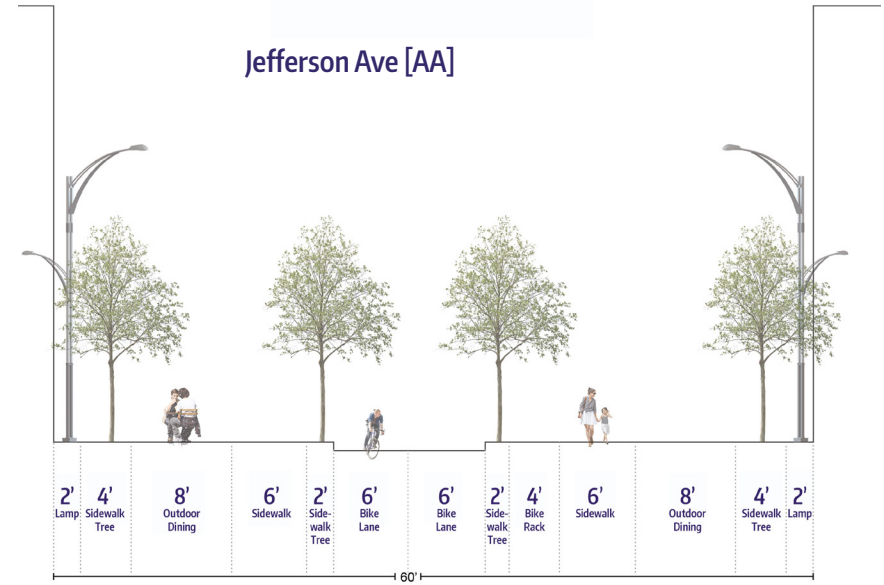 Jefferson Ave [AA]
2' 4' 8' 6' 2' 6' 6' 2' 4' 6' 8' 4' 2'
Lamp Sidewalk Outdoor Sidewalk Side- Bike Bike Side- Bike Sidewalk Outdoor Sidewalk Lamp
Tree Dining walk Lane Lane walk Rack Dining Tree
Tree Tree
60'